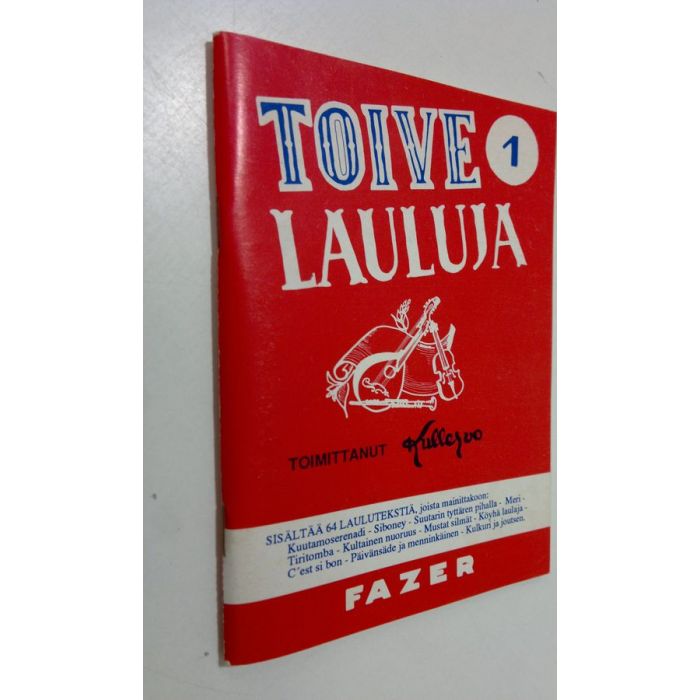 TOIVE 1
LAULUJA
TOIMITTANUT Kullervo
SISÄLTÄÄ 64 LAULUTEKSTIÄ, joista mainittakoon:
Kuutamoserenadi - Siboney - Suutarin tyttären pihalla - Meri -
Tiritomba - Kultainen nuoruus - Mustat silmät - Köyhä laulaja -
C'est si bon - Päivänsäde ja menninkäinen - Kulkuri ja joutsen.
FAZER